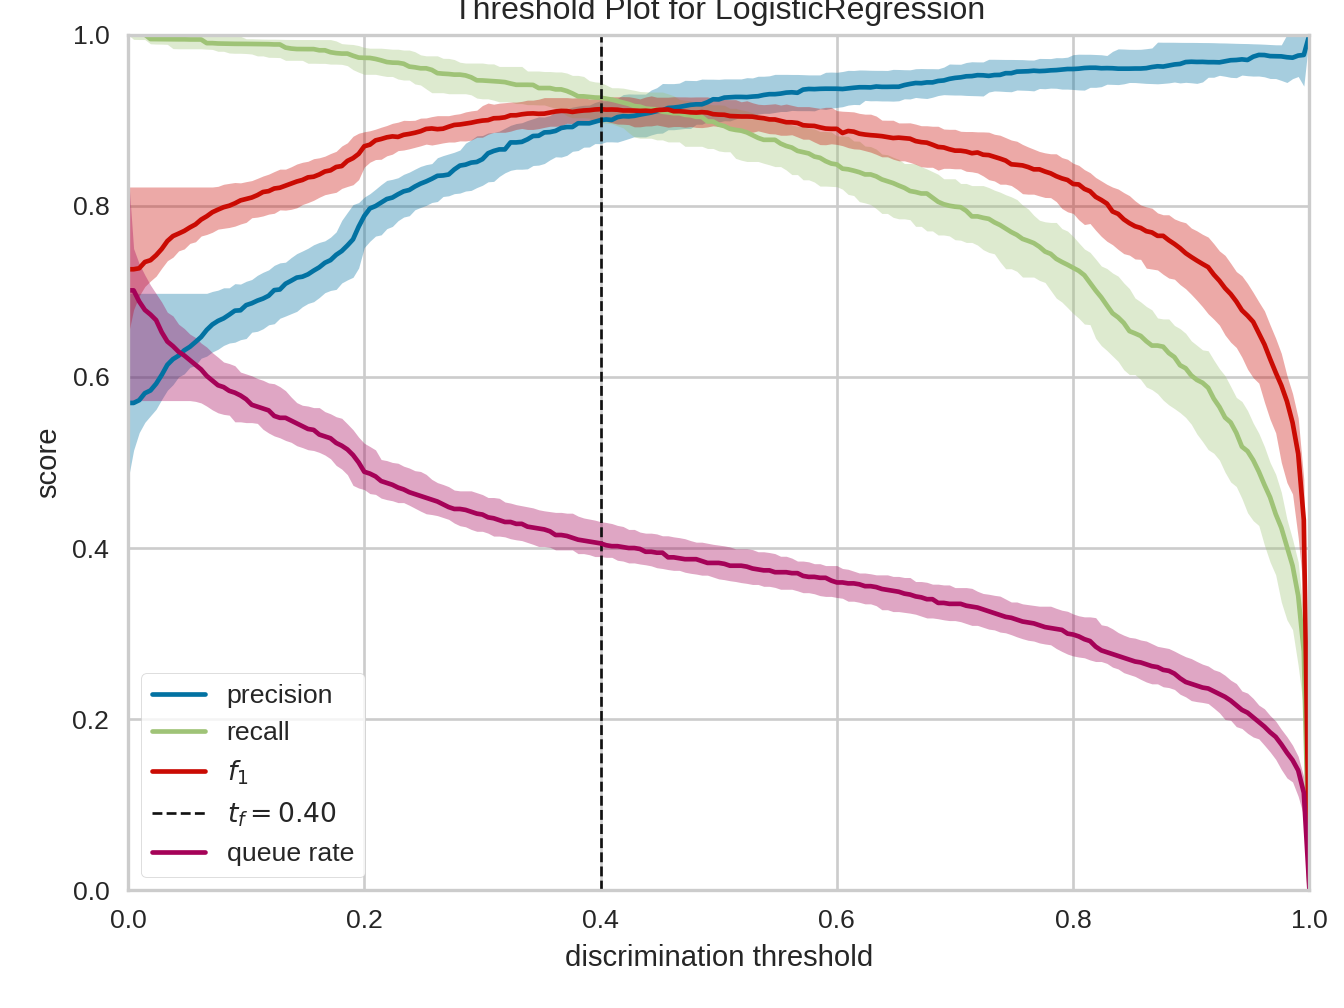 Threshold Plot for LogisticRegression
1.0
0.8
0.6
0.4
0.2
0.0
score
precision
recall
f₁
t_f = 0.40
queue rate
0.0 0.2 0.4 0.6 0.8 1.0
discrimination threshold